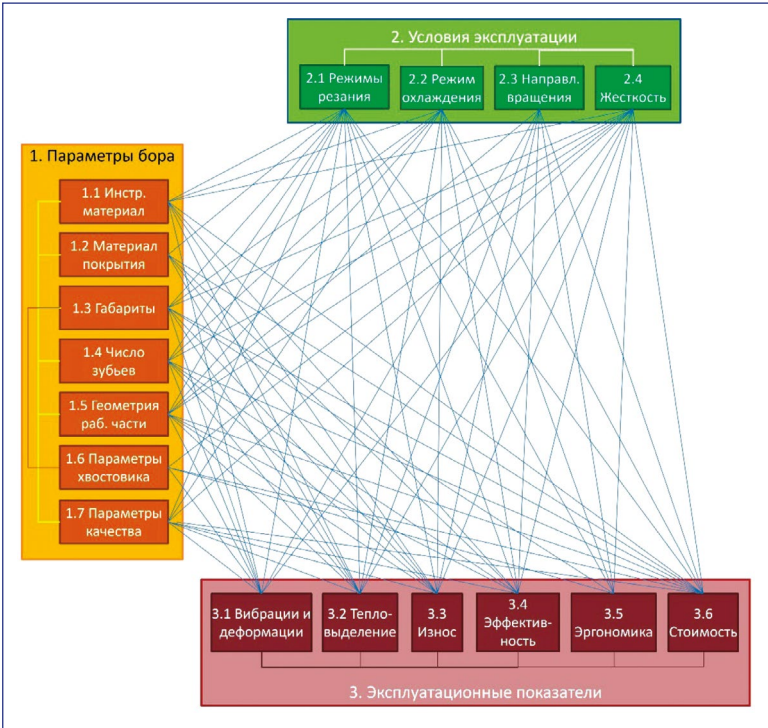 2. Условия эксплуатации
2.1 Режимы
резания
2.2 Режим
охлаждения
2.3 Направл.
вращения
2.4
Жесткость
1. Параметры бора
1.1 Инстр.
материал
1.2 Материал
покрытия
1.3 Габариты
1.4 Число
зубьев
1.5 Геометрия
раб. части
1.6 Параметры
хвостовика
1.7 Параметры
качества
3.1 Вибрации и
деформации
3.2 Тепло-
выделение
3.3
Износ
3.4
Эффектив-
ность
3.5
Эргономика
3.6
Стоимость
3. Эксплуатационные показатели